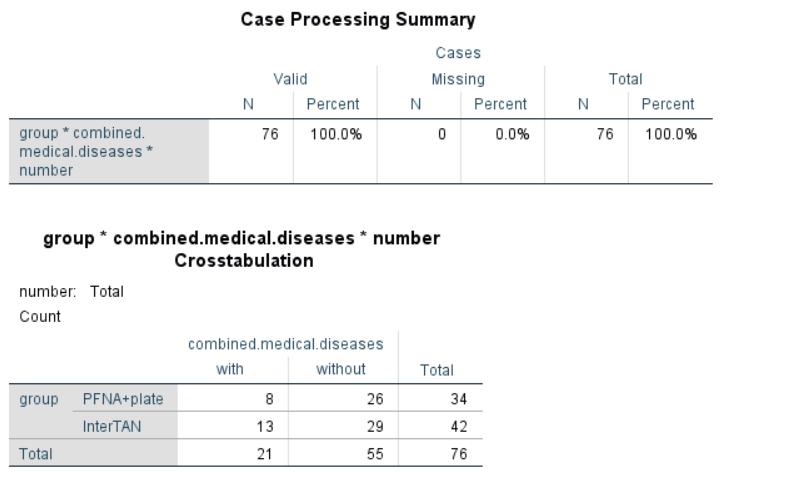 Case Processing Summary
Cases
Valid Missing Total
N Percent N Percent N Percent
group * combined. 76 100.0% 0 0.0% 76 100.0%
medical.diseases *
number
group * combined.medical.diseases * number
Crosstabulation
number: Total
Count
combined.medical.diseases
with without Total
group PFNA+plate 8 26 34
InterTAN 13 29 42
Total 21 55 76